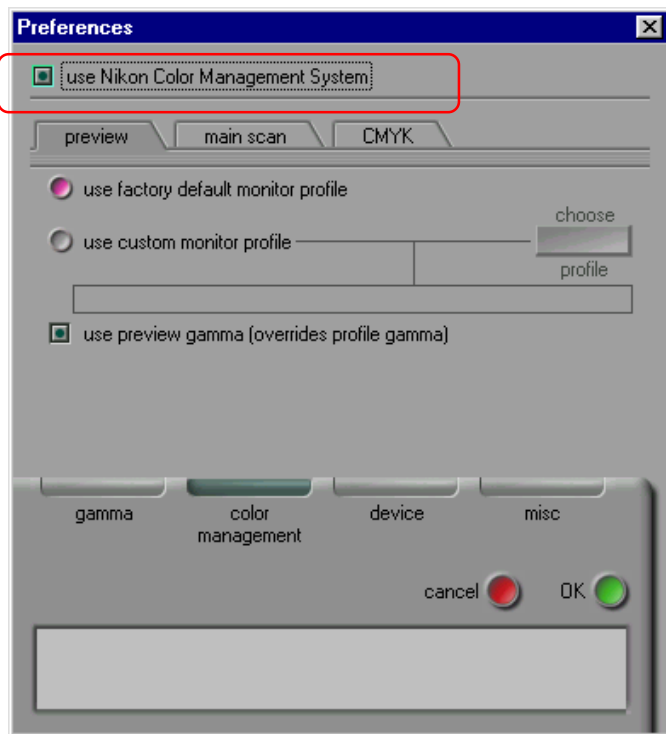 Preferences
use Nikon Color Management System
preview main scan CMYK
use factory default monitor profile
choose
use custom monitor profile
profile
use preview gamma (overrides profile gamma)
gamma color device misc
management
cancel OK